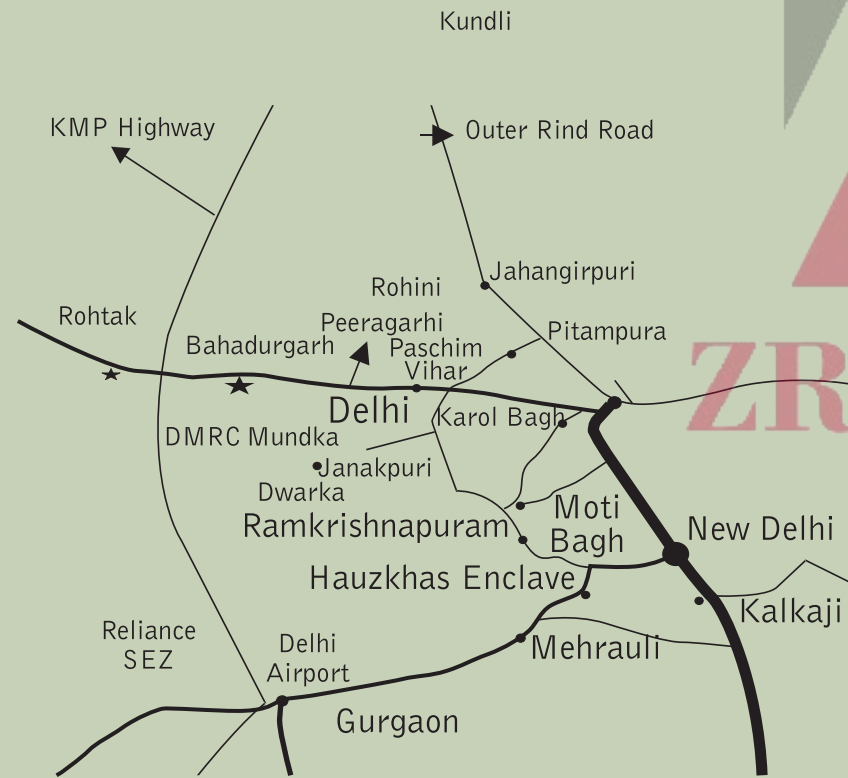 Kundli
KMP Highway
Outer Rind Road
Jahangirpuri
Rohini
Rohtak
Peeragarhi
Pitampura
Bahadurgarh
Paschim
Vihar
ZR
Delhi
Karol Bagh
DMRC Mundka
Janakpuri
Dwarka
Moti
Bagh
Ramkrishnapuram
New Delhi
Hauzkhas Enclave
Kalkaji
Reliance
SEZ
Delhi
Airport
Mehrauli
Gurgaon